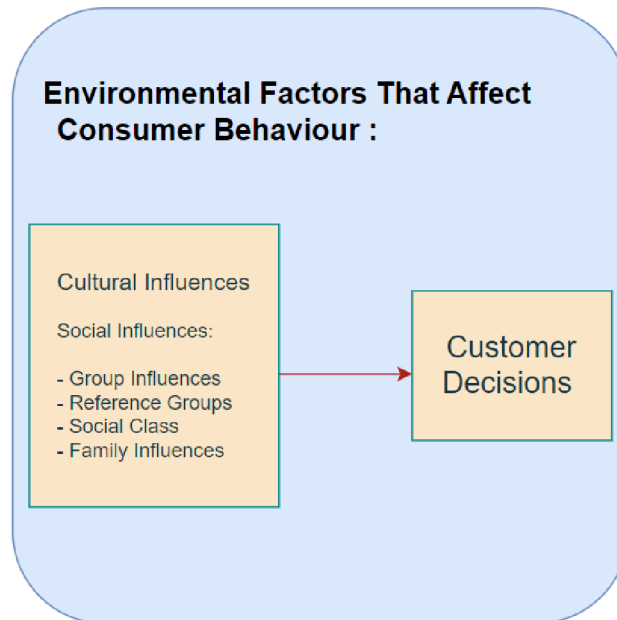 Environmental Factors That Affect
Consumer Behaviour :
Cultural Influences
Social Influences:
- Group Influences
- Reference Groups
- Social Class
- Family Influences
Customer
Decisions